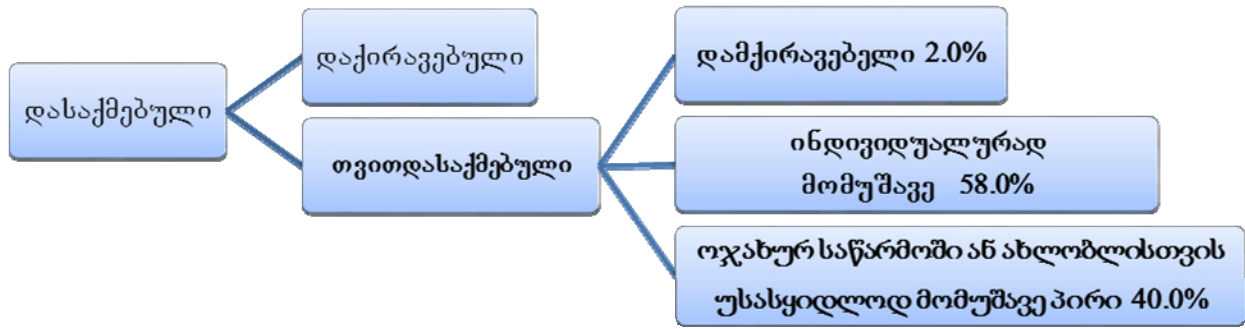 დასაქმებული
დაქირავებული
თვითდასაქმებული
დამქირავებელი 2.0%
ინდივიდუალურად
მომუშავე 58.0%
ოჯახურ საწარმოში ან ახლობლისთვის
უსასყიდლოდ მომუშავე პირი 40.0%